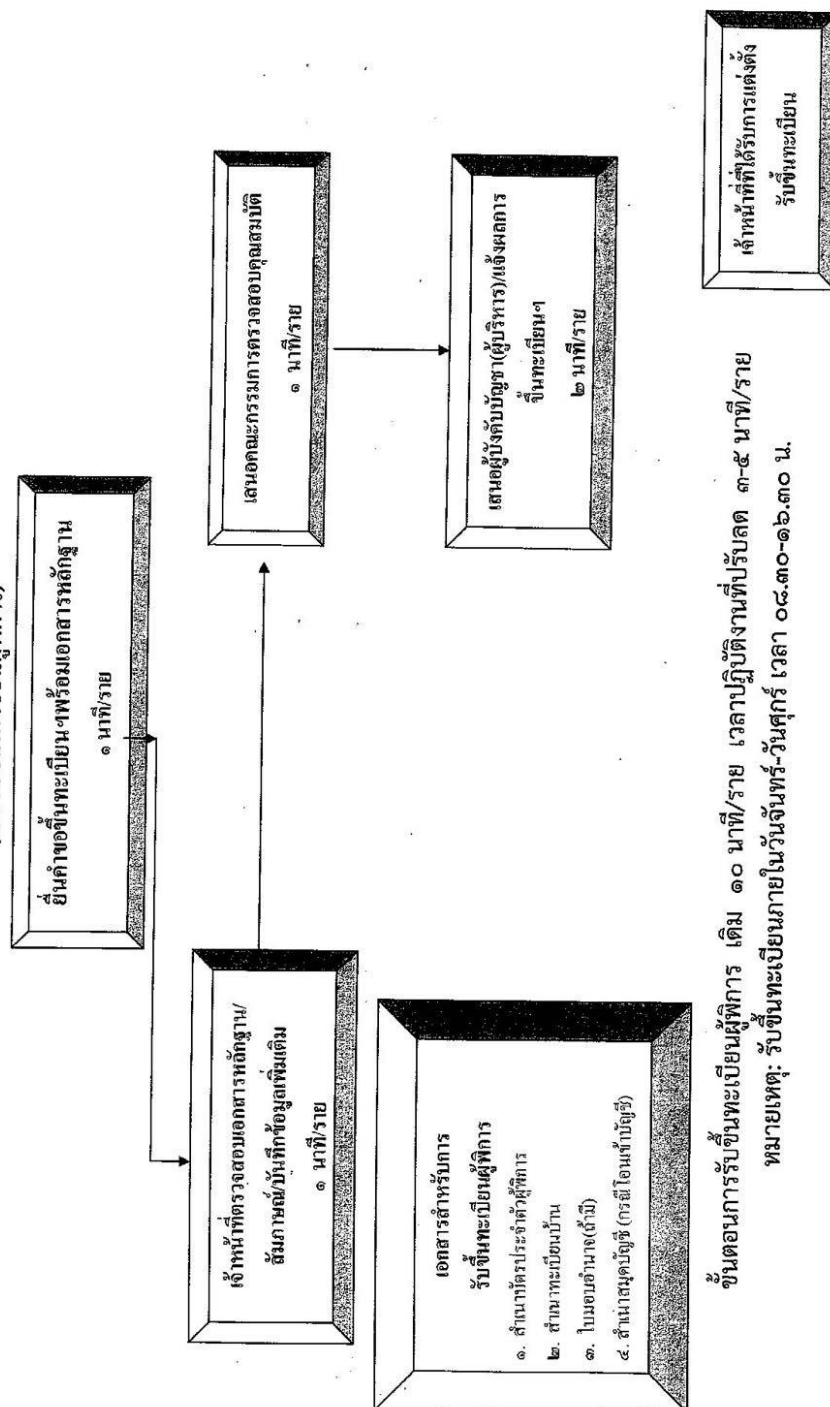 ยื่นคำขอขึ้นทะเบียนฯพร้อมเอกสารหลักฐาน
๑ นาที/ราย
เจ้าหน้าที่ตรวจสอบเอกสารหลักฐาน/
สัมภาษณ์/บันทึกข้อมูลเพิ่มเติม
๑ นาที/ราย
เสนอคณะกรรมการตรวจสอบคุณสมบัติ
๑ นาที/ราย
เสนอผู้บังคับบัญชา(ผู้บริหาร)/แจ้งผลการ
ขึ้นทะเบียนฯ
๒ นาที/ราย
เอกสารสำหรับการ
รับขึ้นทะเบียนผู้พิการ
๑. สำเนาบัตรประจำตัวผู้พิการ
๒. สำเนาทะเบียนบ้าน
๓. ใบมอบอำนาจ(ถ้ามี)
๔. สำเนาสมุดบัญชี (กรณีโอนเข้าบัญชี)
ขั้นตอนการรับขึ้นทะเบียนผู้พิการ เดิม ๑๐ นาที/ราย เวลาปฏิบัติงานที่ปรับลด ๓-๕ นาที/ราย
หมายเหตุ: รับขึ้นทะเบียนภายในวันจันทร์-วันศุกร์ เวลา ๐๘.๓๐-๑๖.๓๐ น.
เจ้าหน้าที่ที่ได้รับการแต่งตั้ง
รับขึ้นทะเบียน